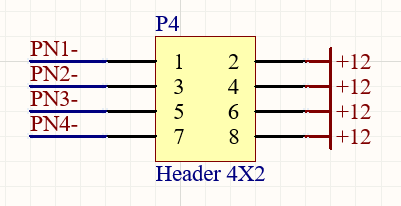 P4
PN1- 1 2 +12
PN2- 3 4 +12
PN3- 5 6 +12
PN4- 7 8 +12
Header 4X2